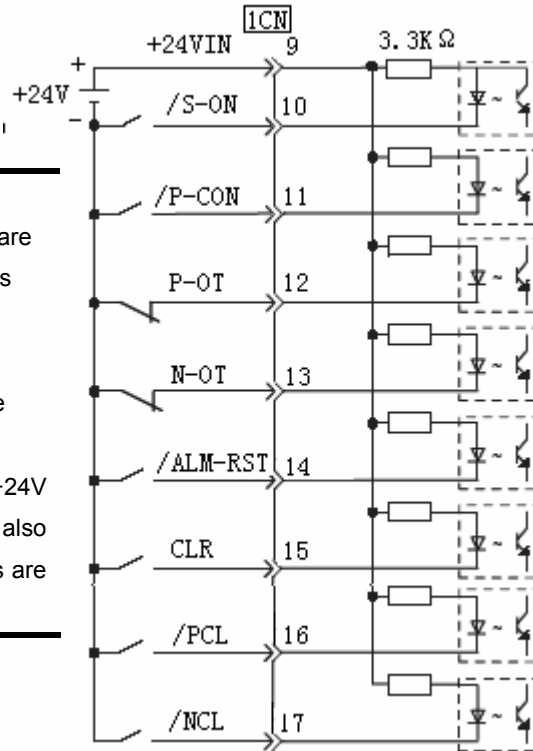 1CN
+24VIN 9 3.3KΩ
+
+24V
−
/S-ON 10
/P-CON 11
are
s
P-OT 12
N-OT 13
e
/ALM-RST 14
-24V
also
CLR 15
s are
/PCL 16
/NCL 17